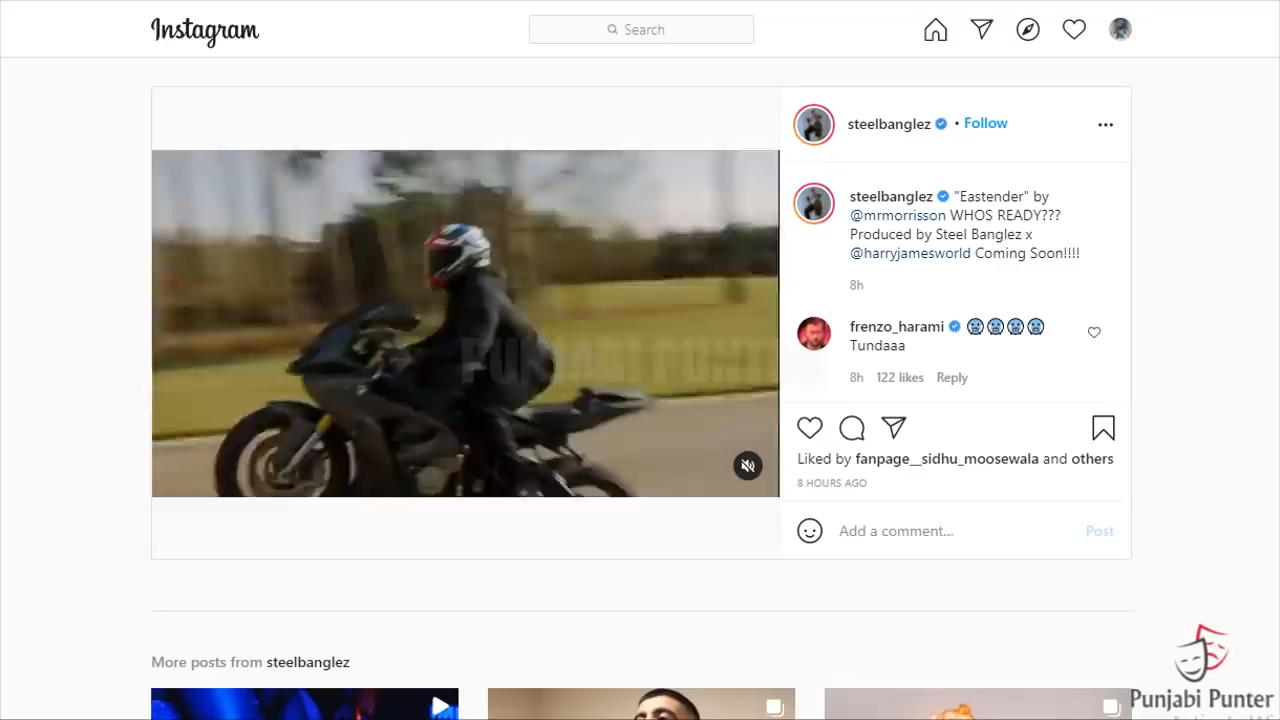 Instagram
Search
steelbanglez • Follow
steelbanglez "Eastender" by
@mrmorrisson WHOS READY???
Produced by Steel Banglez x
@harryjamesworld Coming Soon!!!!
8h
frenzo_harami 🥶🥶🥶🥶
Tundaaa
8h 122 likes Reply
Liked by fanpage__sidhu_moosewala and others
8 HOURS AGO
Add a comment... Post
More posts from steelbanglez
Punjabi Punter